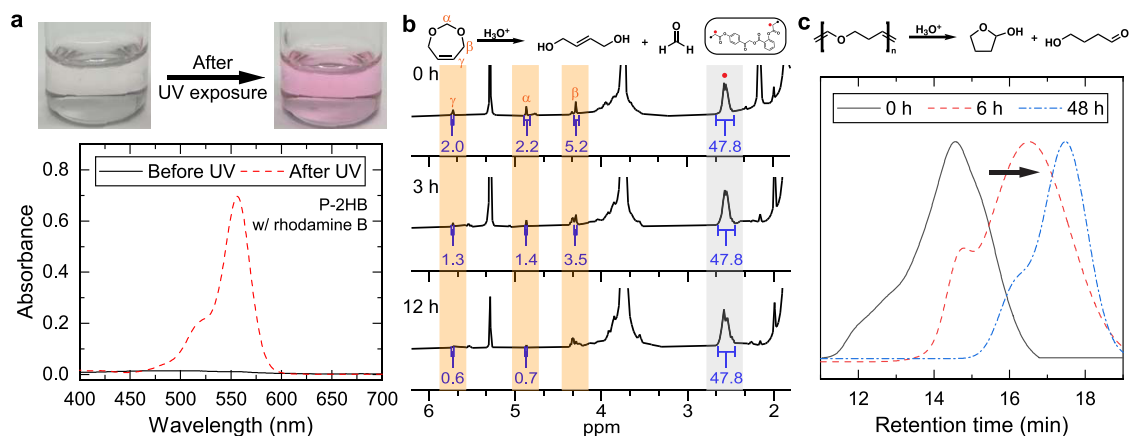 a
After
UV exposure
Before UV
After UV
P-2HB
w/ rhodamine B
Absorbance
0.8
0.6
0.4
0.2
0.0
400
450
500
550
600
650
700
Wavelength (nm)
b
α
O
O
β
γ
H₃O⁺
HO
OH
+
O
H
H
0 h
γ
α
β
2.0
2.2
5.2
47.8
3 h
1.3
1.4
3.5
47.8
12 h
0.6
0.7
47.8
6
5
4
3
2
ppm
c
O
n
H₃O⁺
O
OH
+
HO
O
0 h
6 h
48 h
12
14
16
18
Retention time (min)